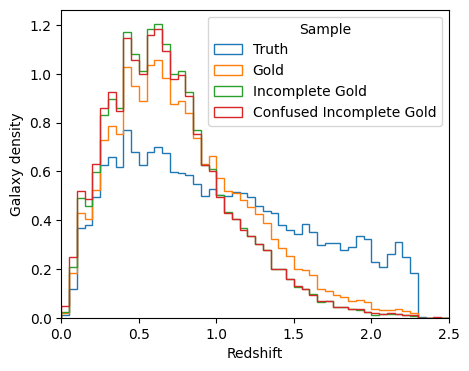 Sample
Truth
Gold
Incomplete Gold
Confused Incomplete Gold
Galaxy density
1.2
1.0
0.8
0.6
0.4
0.2
0.0
0.0 0.5 1.0 1.5 2.0 2.5
Redshift